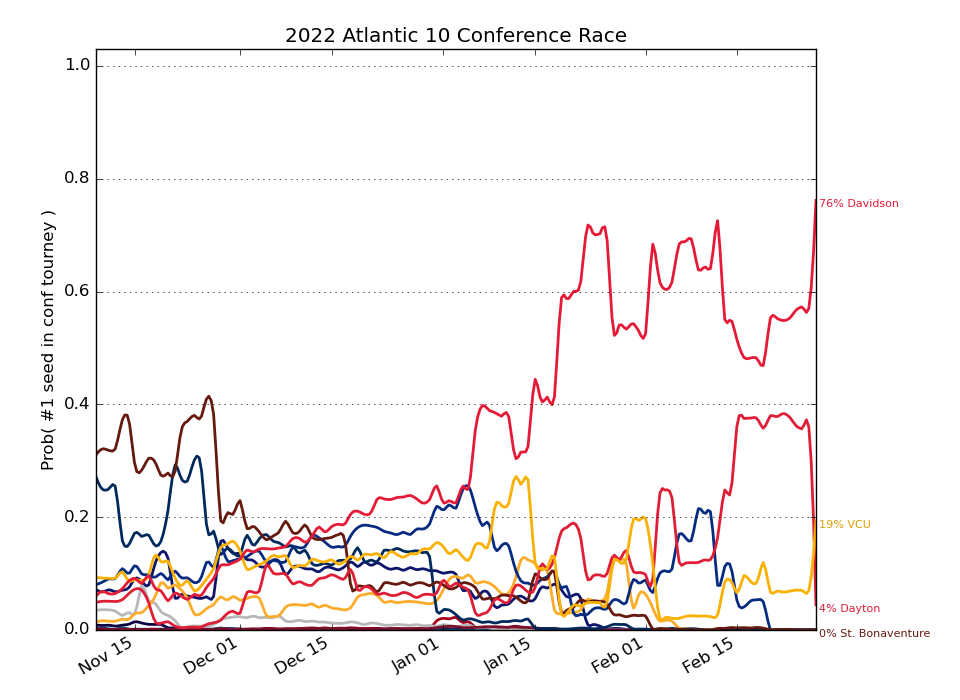 2022 Atlantic 10 Conference Race
Prob( #1 seed in conf tourney )
1.0
0.8
0.6
0.4
0.2
0.0
76% Davidson
19% VCU
4% Dayton
0% St. Bonaventure
Nov 15
Dec 01
Dec 15
Jan 01
Jan 15
Feb 01
Feb 15